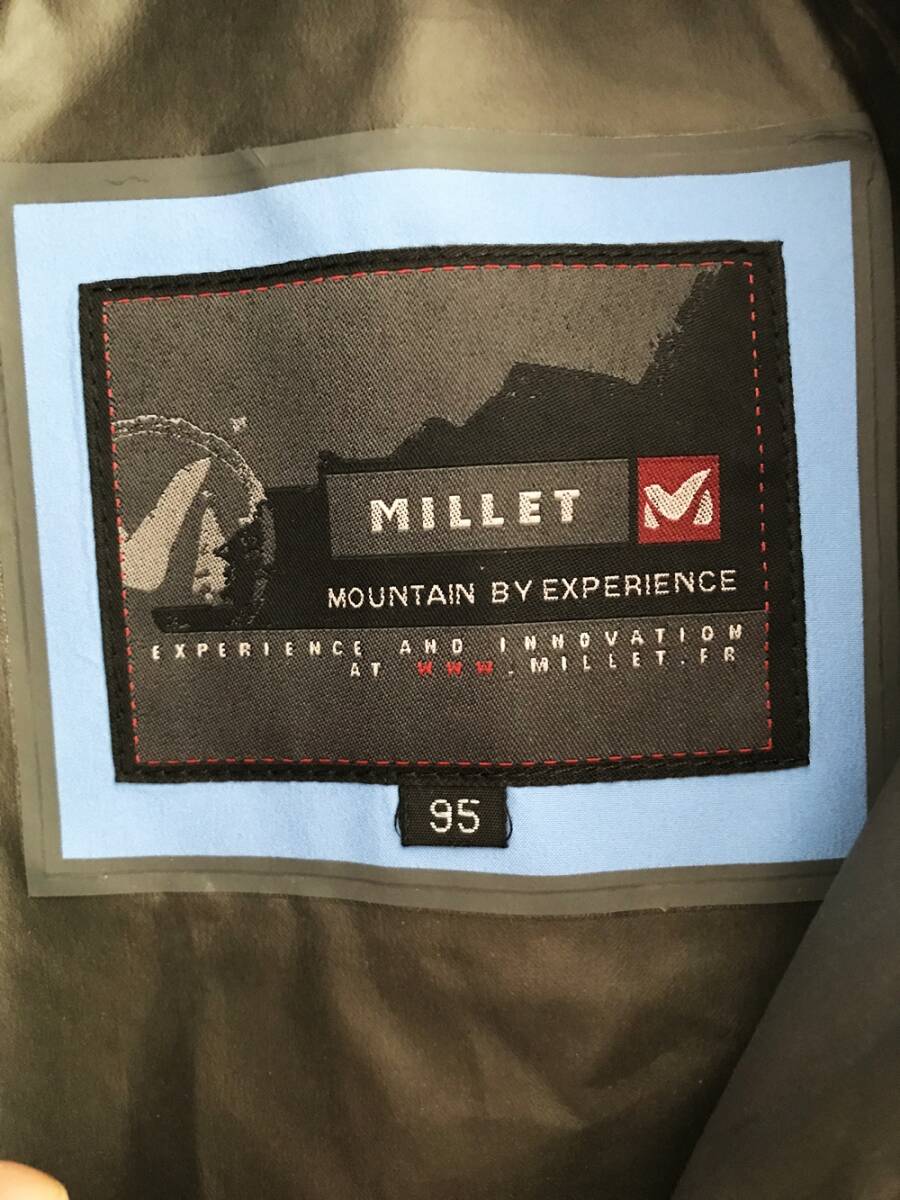 MILLET
MOUNTAIN BY EXPERIENCE
EXPERIENCE AND INNOVATION
AT WWW.MILLET.FR
95